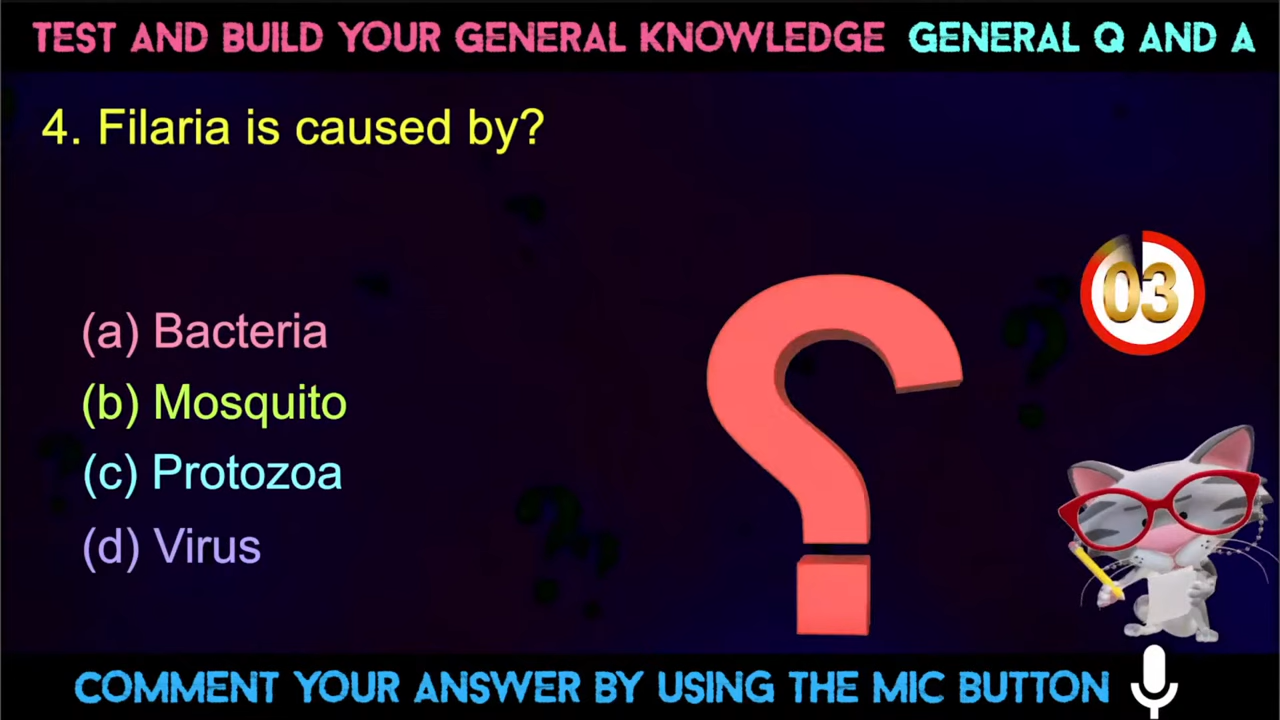 TEST AND BUILD YOUR GENERAL KNOWLEDGE GENERAL Q AND A
4. Filaria is caused by?
03
(a) Bacteria
(b) Mosquito
(c) Protozoa
(d) Virus
COMMENT YOUR ANSWER BY USING THE MIC BUTTON